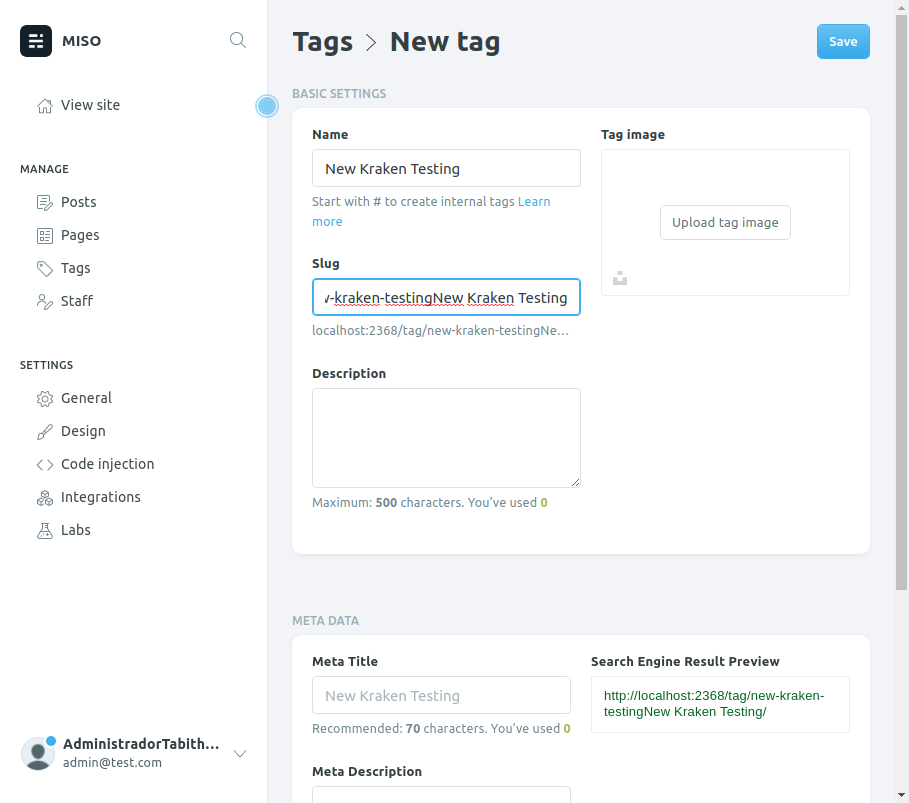 MISO
View site
MANAGE
Posts
Pages
Tags
Staff
SETTINGS
General
Design
Code injection
Integrations
Labs
AdministradorTabith...
admin@test.com
Tags > New tag
Save
BASIC SETTINGS
Name
New Kraken Testing
Start with # to create internal tags Learn
more
Slug
-kraken-testingNew Kraken Testing
localhost:2368/tag/new-kraken-testingNe...
Description
Maximum: 500 characters. You’ve used 0
Tag image
Upload tag image
META DATA
Meta Title
New Kraken Testing
Recommended: 70 characters. You’ve used 0
Meta Description
Search Engine Result Preview
http://localhost:2368/tag/new-kraken-
testingNew Kraken Testing/